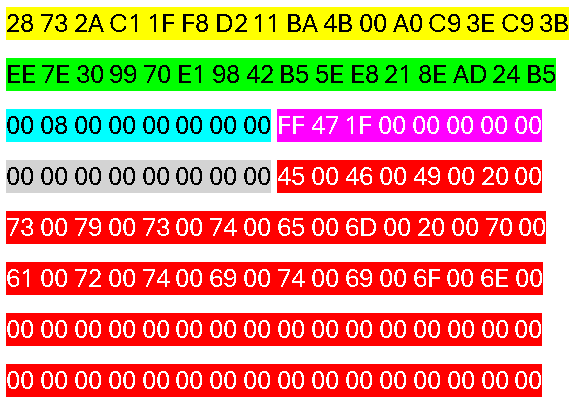 28 73 2A C1 1F F8 D2 11 BA 4B 00 A0 C9 3E C9 3B
EE 7E 30 99 70 E1 98 42 B5 5E E8 21 8E AD 24 B5
00 08 00 00 00 00 00 00 FF 47 1F 00 00 00 00 00
00 00 00 00 00 00 00 00 45 00 46 00 49 00 20 00
73 00 79 00 73 00 74 00 65 00 6D 00 20 00 70 00
61 00 72 00 74 00 69 00 74 00 69 00 6F 00 6E 00
00 00 00 00 00 00 00 00 00 00 00 00 00 00 00 00
00 00 00 00 00 00 00 00 00 00 00 00 00 00 00 00